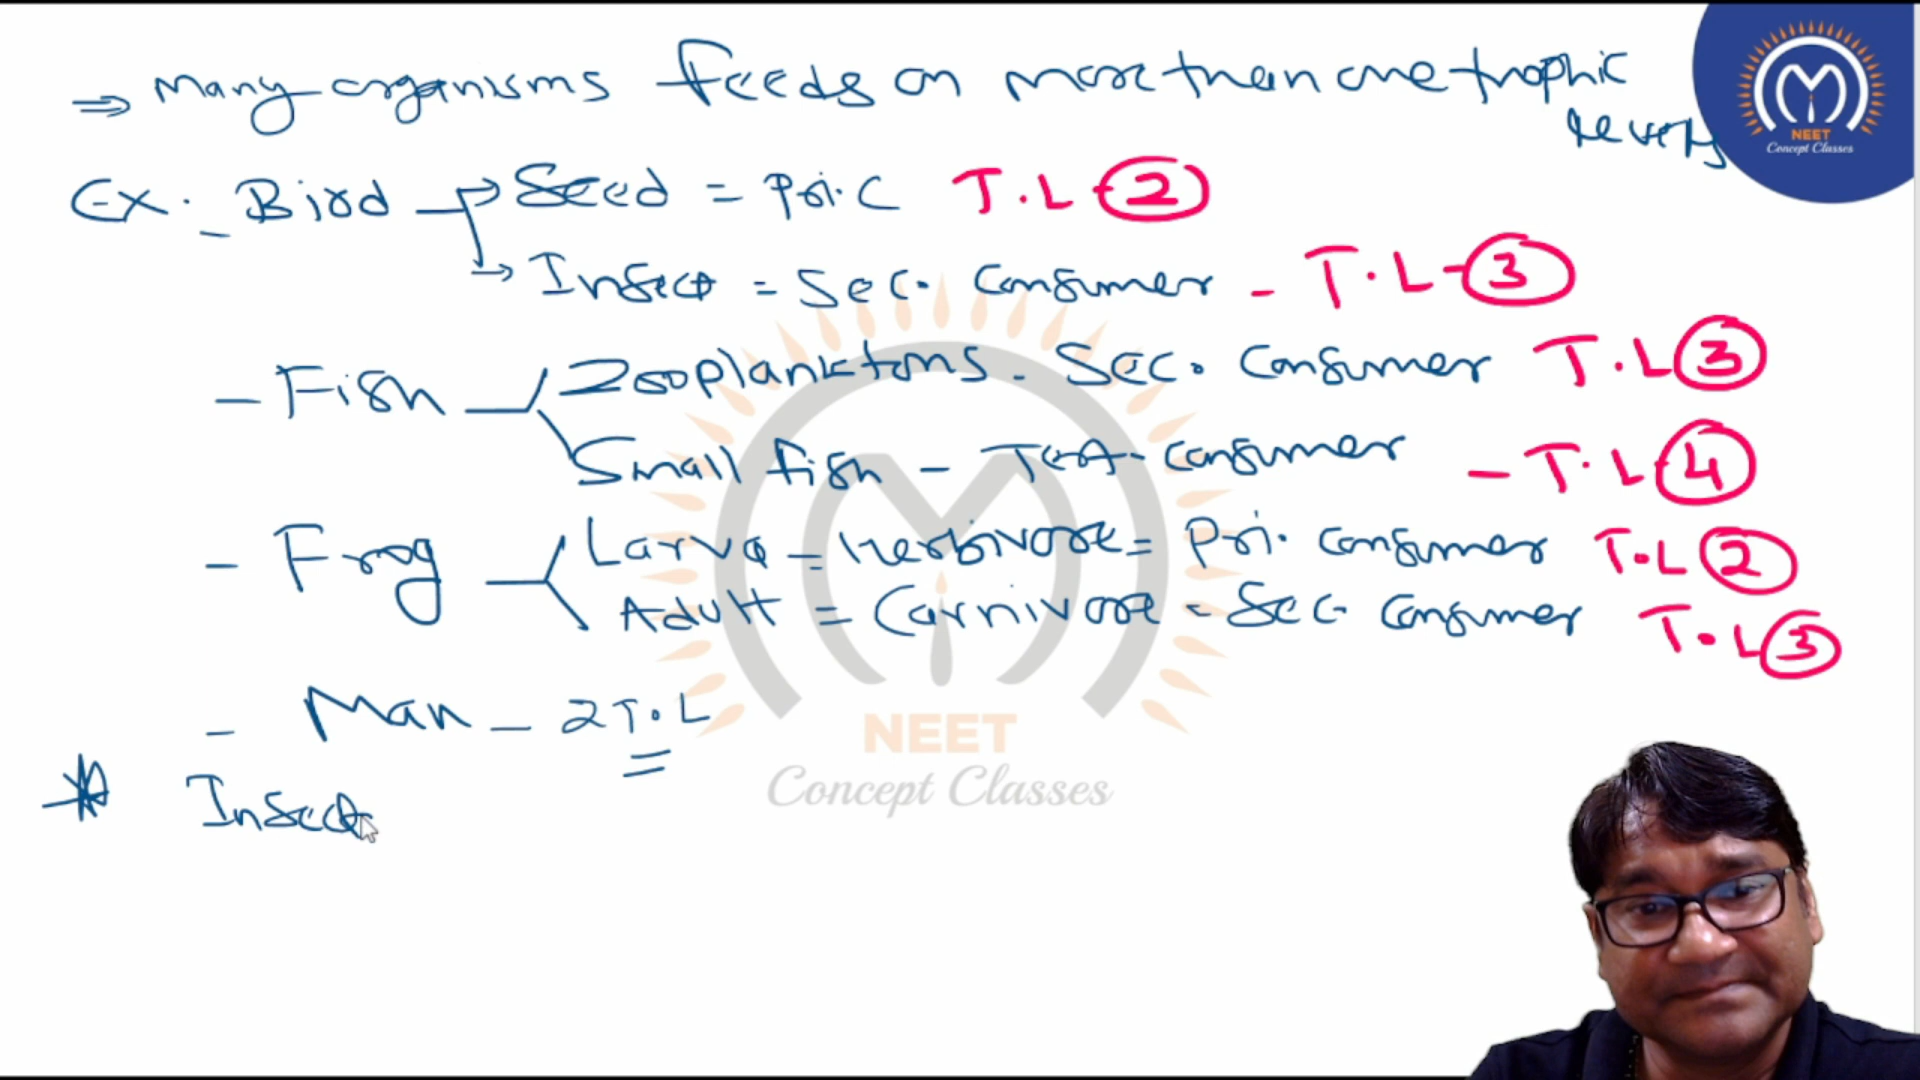 ⇒ Many organisms feeds on more than one trophic
levels
Ex. - Bird → Seed = Pri. C T.L-2
→ Insect = Sec. Consumer - T.L-3
- Fish Zooplanktons - Sec. Consumer T.L 3
Small fish - Tert. Consumer - T.L 4
- Frog Larva = Herbivore = Pri. Consumer T.L 2
Adult = Carnivore = Sec. Consumer T.L 3
- Man - 2 T.L
* Insect
NEET
Concept Classes
NEET
Concept Classes